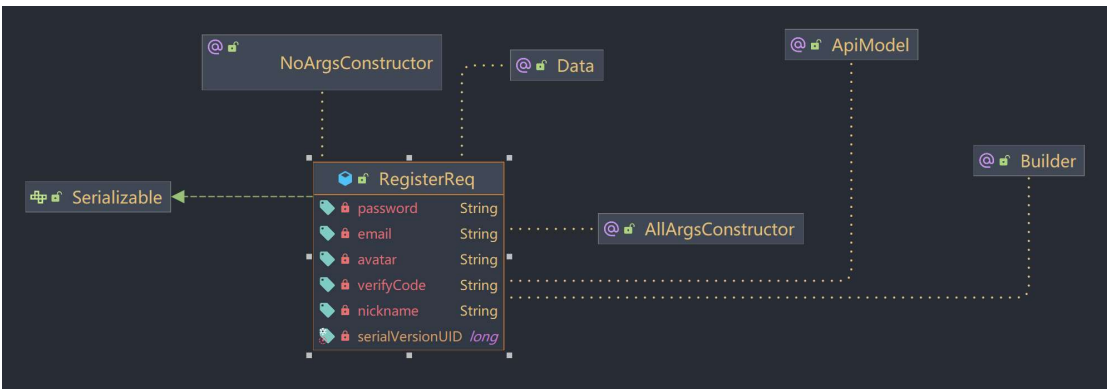 NoArgsConstructor
Data
ApiModel
Builder
Serializable
RegisterReq
password String
email String
avatar String
verifyCode String
nickname String
serialVersionUID long
AllArgsConstructor